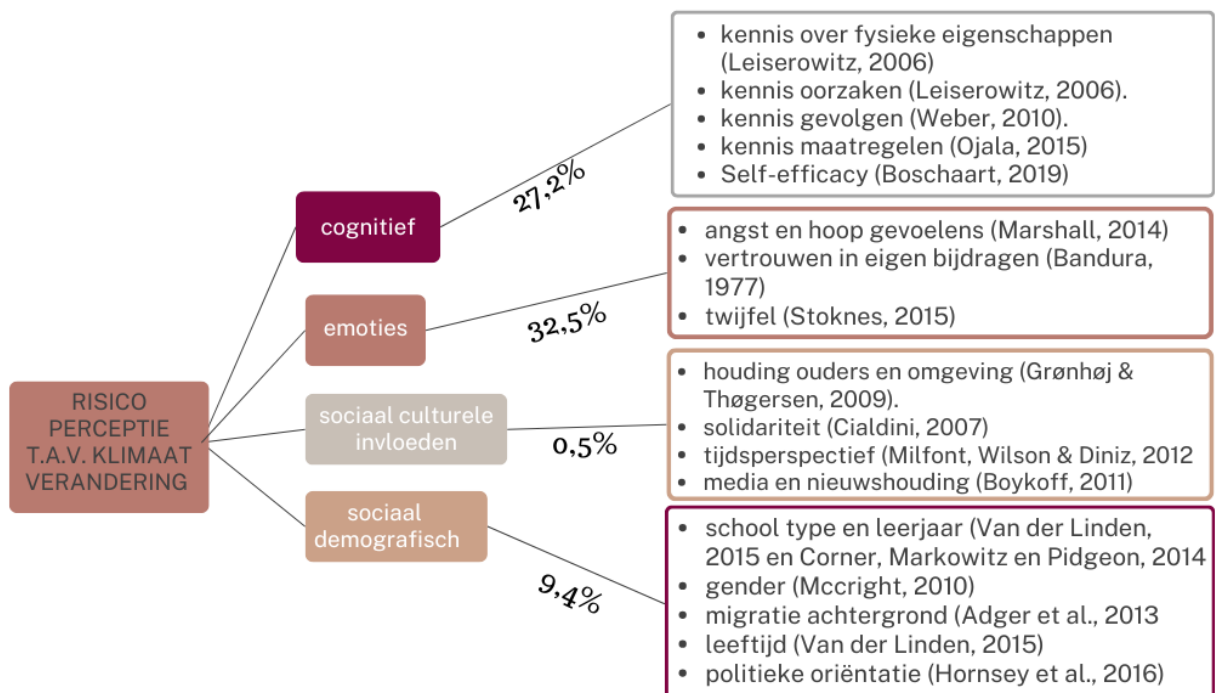 RISICO
PERCEPTIE
T.A.V. KLIMAAT
VERANDERING
cognitief
27,2%
• kennis over fysieke eigenschappen
(Leiserowitz, 2006)
• kennis oorzaken (Leiserowitz, 2006).
• kennis gevolgen (Weber, 2010).
• kennis maatregelen (Ojala, 2015)
• Self-efficacy (Boschaart, 2019)
emoties
32,5%
• angst en hoop gevoelens (Marshall, 2014)
• vertrouwen in eigen bijdragen (Bandura,
1977)
• twijfel (Stoknes, 2015)
sociaal culturele
invloeden
0,5%
• houding ouders en omgeving (Grønhøj &
Thøgersen, 2009).
• solidariteit (Cialdini, 2007)
• tijdsperspectief (Milfont, Wilson & Diniz, 2012
• media en nieuwshouding (Boykoff, 2011)
sociaal
demografisch
9,4%
• school type en leerjaar (Van der Linden,
2015 en Corner, Markowitz en Pidgeon, 2014
• gender (Mccright, 2010)
• migratie achtergrond (Adger et al., 2013
• leeftijd (Van der Linden, 2015)
• politieke oriëntatie (Hornsey et al., 2016)